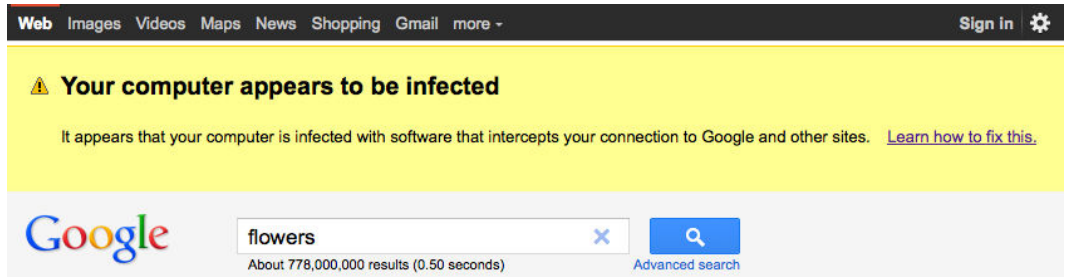 Web Images Videos Maps News Shopping Gmail more - Sign in
Your computer appears to be infected
It appears that your computer is infected with software that intercepts your connection to Google and other sites. Learn how to fix this.
Google flowers
About 778,000,000 results (0.50 seconds) Advanced search